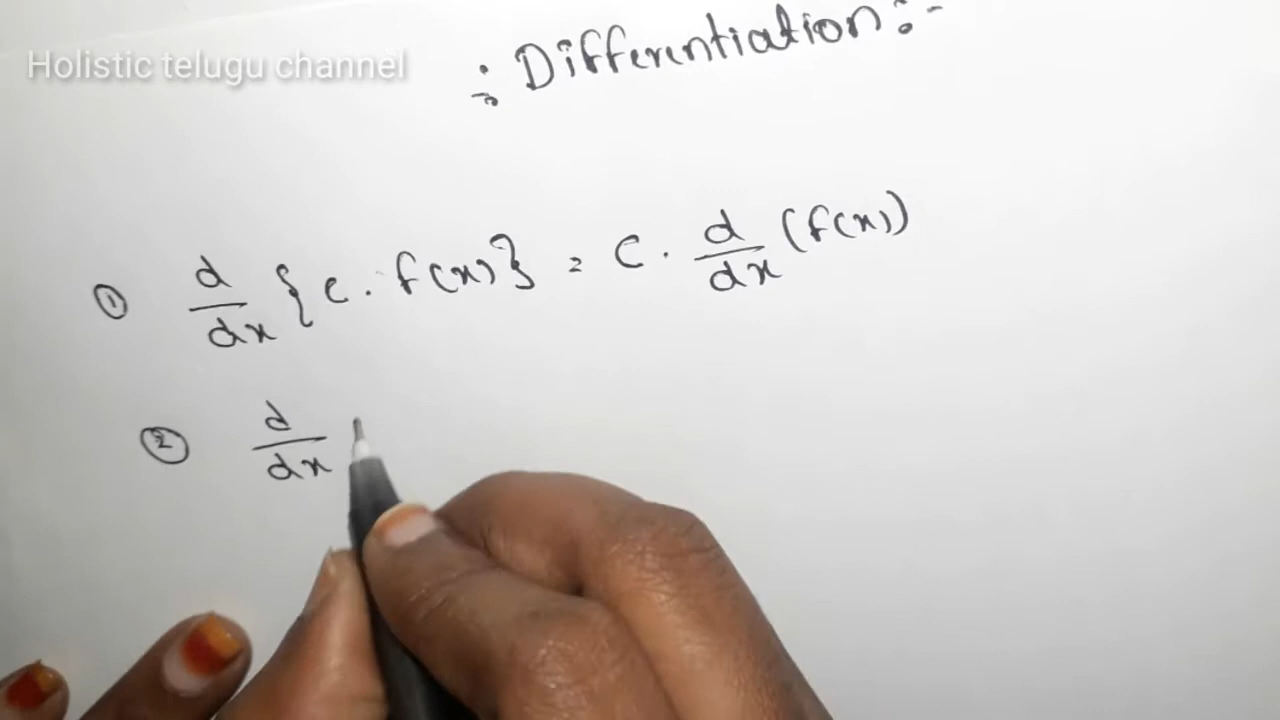 Holistic telugu channel
:- Differentiation :-
① d/dx {c . f(x)} = C . d/dx (f(x))
② d/dx